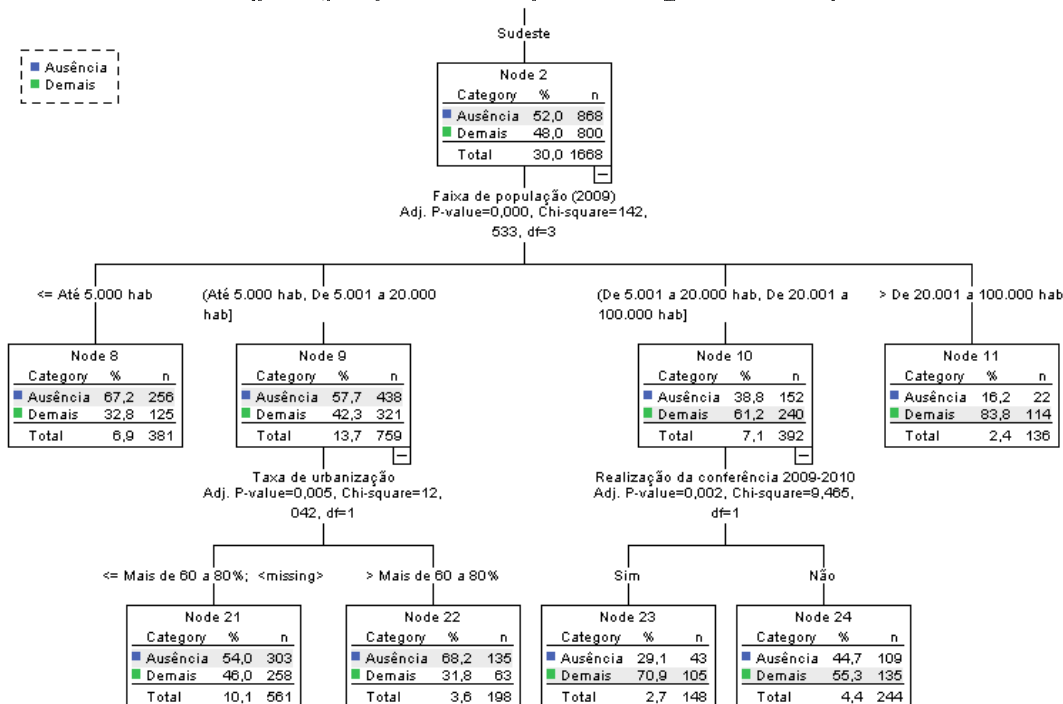 Sudeste
Ausência
Demais
Node 2
Category % n
Ausência 52,0 868
Demais 48,0 800
Total 30,0 1668
Faixa de população (2009)
Adj. P-value=0,000, Chi-square=142,
533, df=3
<= Até 5.000 hab
(Até 5.000 hab, De 5.001 a 20.000
hab]
(De 5.001 a 20.000 hab, De 20.001 a
100.000 hab]
> De 20.001 a 100.000 hab
Node 8
Category % n
Ausência 67,2 256
Demais 32,8 125
Total 6,9 381
Node 9
Category % n
Ausência 57,7 438
Demais 42,3 321
Total 13,7 759
Node 10
Category % n
Ausência 38,8 152
Demais 61,2 240
Total 7,1 392
Node 11
Category % n
Ausência 16,2 22
Demais 83,8 114
Total 2,4 136
Taxa de urbanização
Adj. P-value=0,005, Chi-square=12,
042, df=1
Realização da conferência 2009-2010
Adj. P-value=0,002, Chi-square=9,465,
df=1
<= Mais de 60 a 80%; <missing>
> Mais de 60 a 80%
Sim
Não
Node 21
Category % n
Ausência 54,0 303
Demais 46,0 258
Total 10,1 561
Node 22
Category % n
Ausência 68,2 135
Demais 31,8 63
Total 3,6 198
Node 23
Category % n
Ausência 29,1 43
Demais 70,9 105
Total 2,7 148
Node 24
Category % n
Ausência 44,7 109
Demais 55,3 135
Total 4,4 244